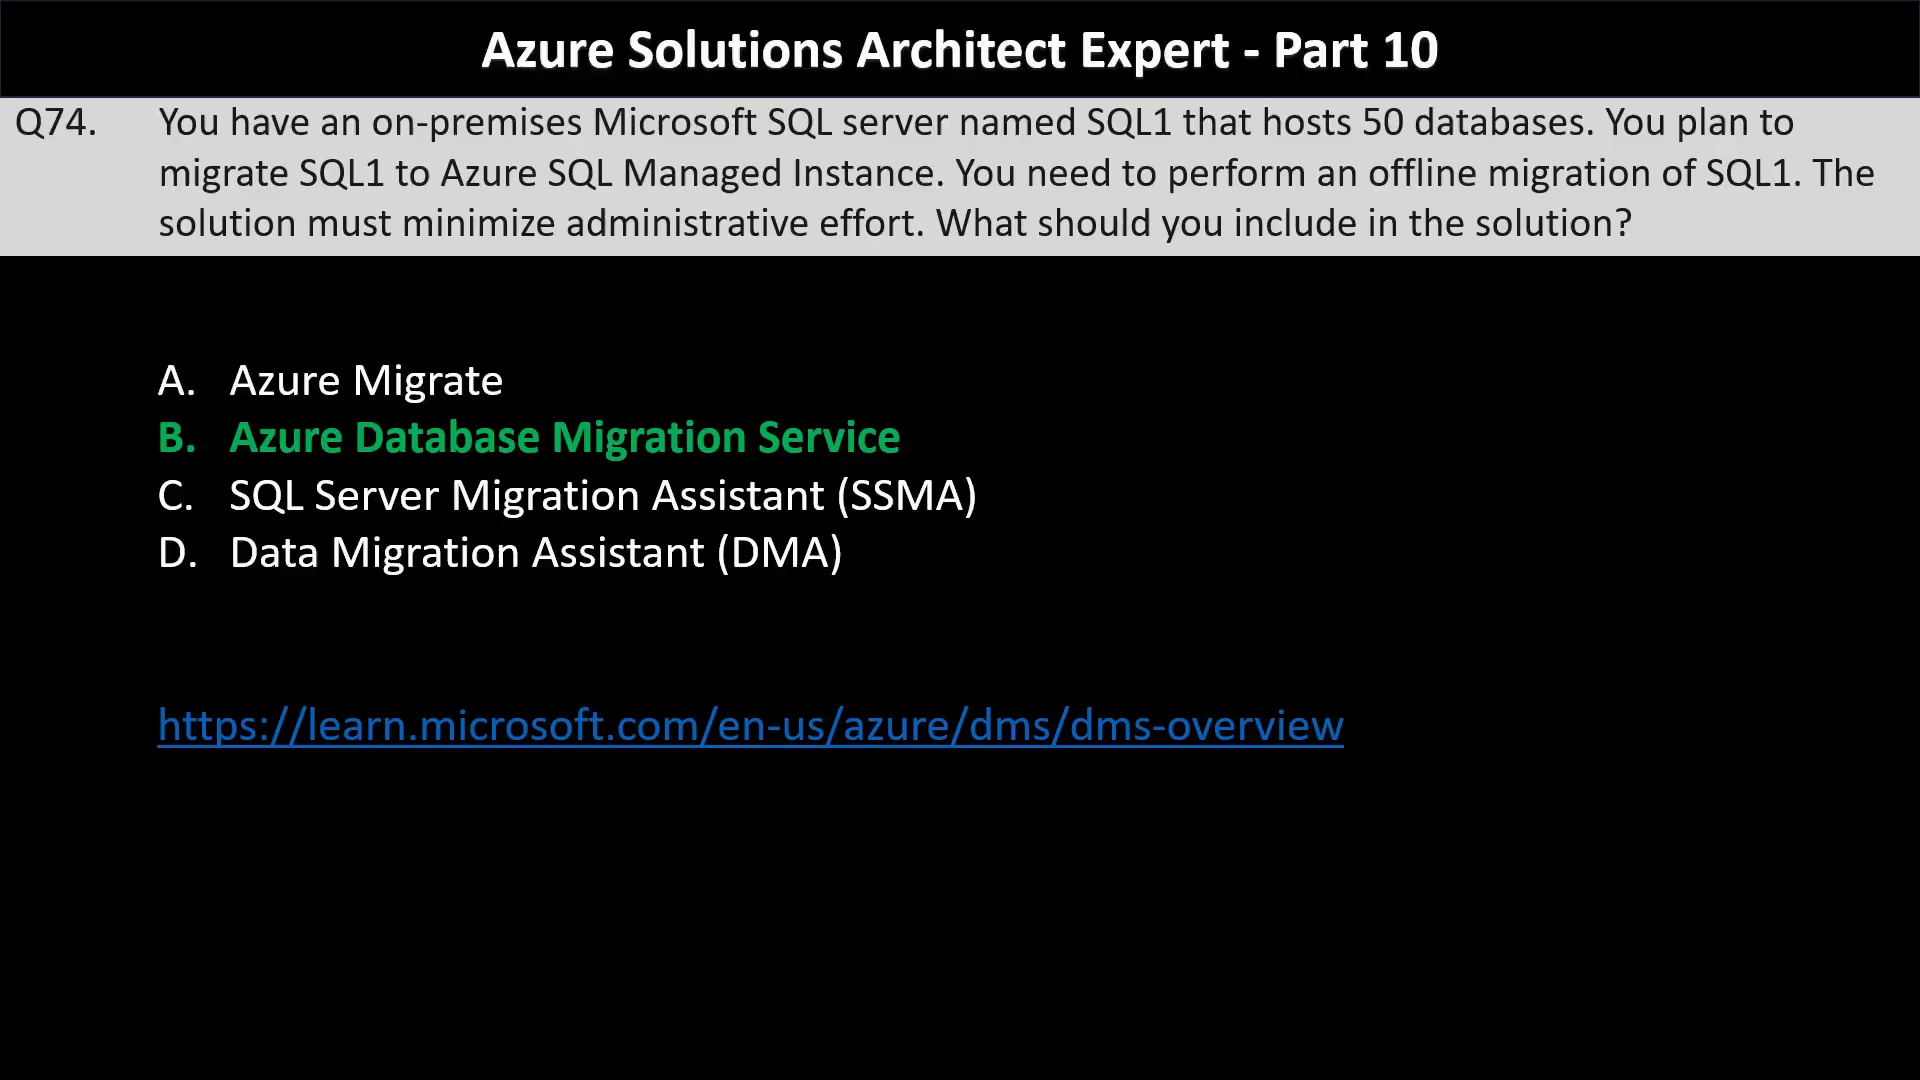 Azure Solutions Architect Expert - Part 10
Q74. You have an on-premises Microsoft SQL server named SQL1 that hosts 50 databases. You plan to
migrate SQL1 to Azure SQL Managed Instance. You need to perform an offline migration of SQL1. The
solution must minimize administrative effort. What should you include in the solution?
A. Azure Migrate
B. Azure Database Migration Service
C. SQL Server Migration Assistant (SSMA)
D. Data Migration Assistant (DMA)
https://learn.microsoft.com/en-us/azure/dms/dms-overview